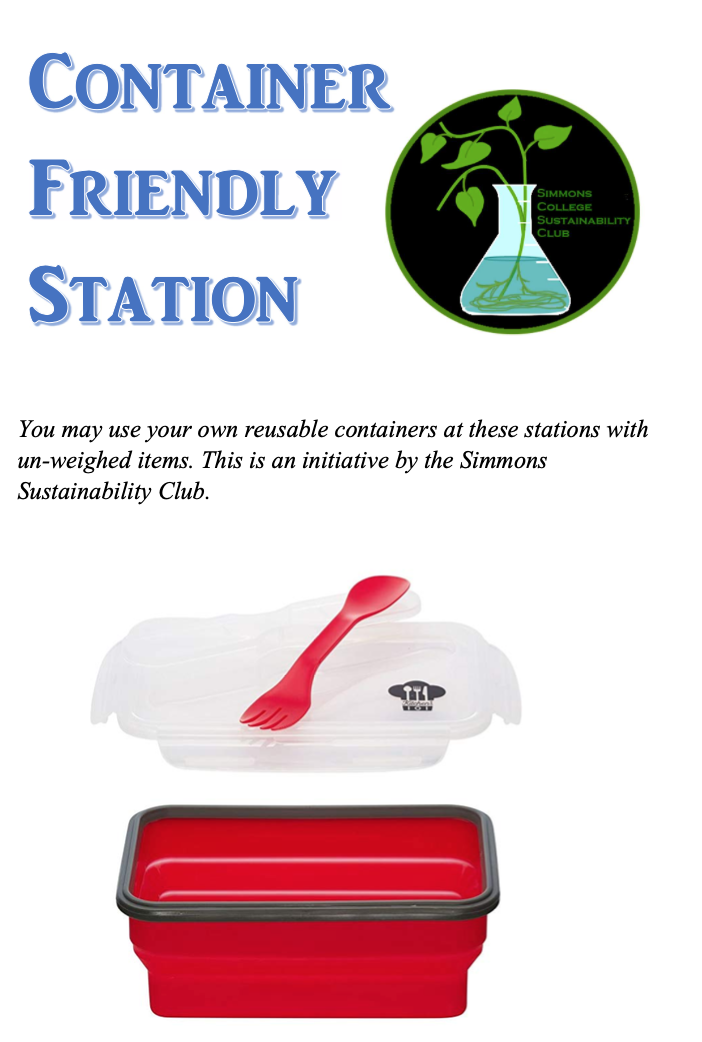 CONTAINER
FRIENDLY
STATION
SIMMONS
COLLEGE
SUSTAINABILITY
CLUB
You may use your own reusable containers at these stations with
un-weighed items. This is an initiative by the Simmons
Sustainability Club.